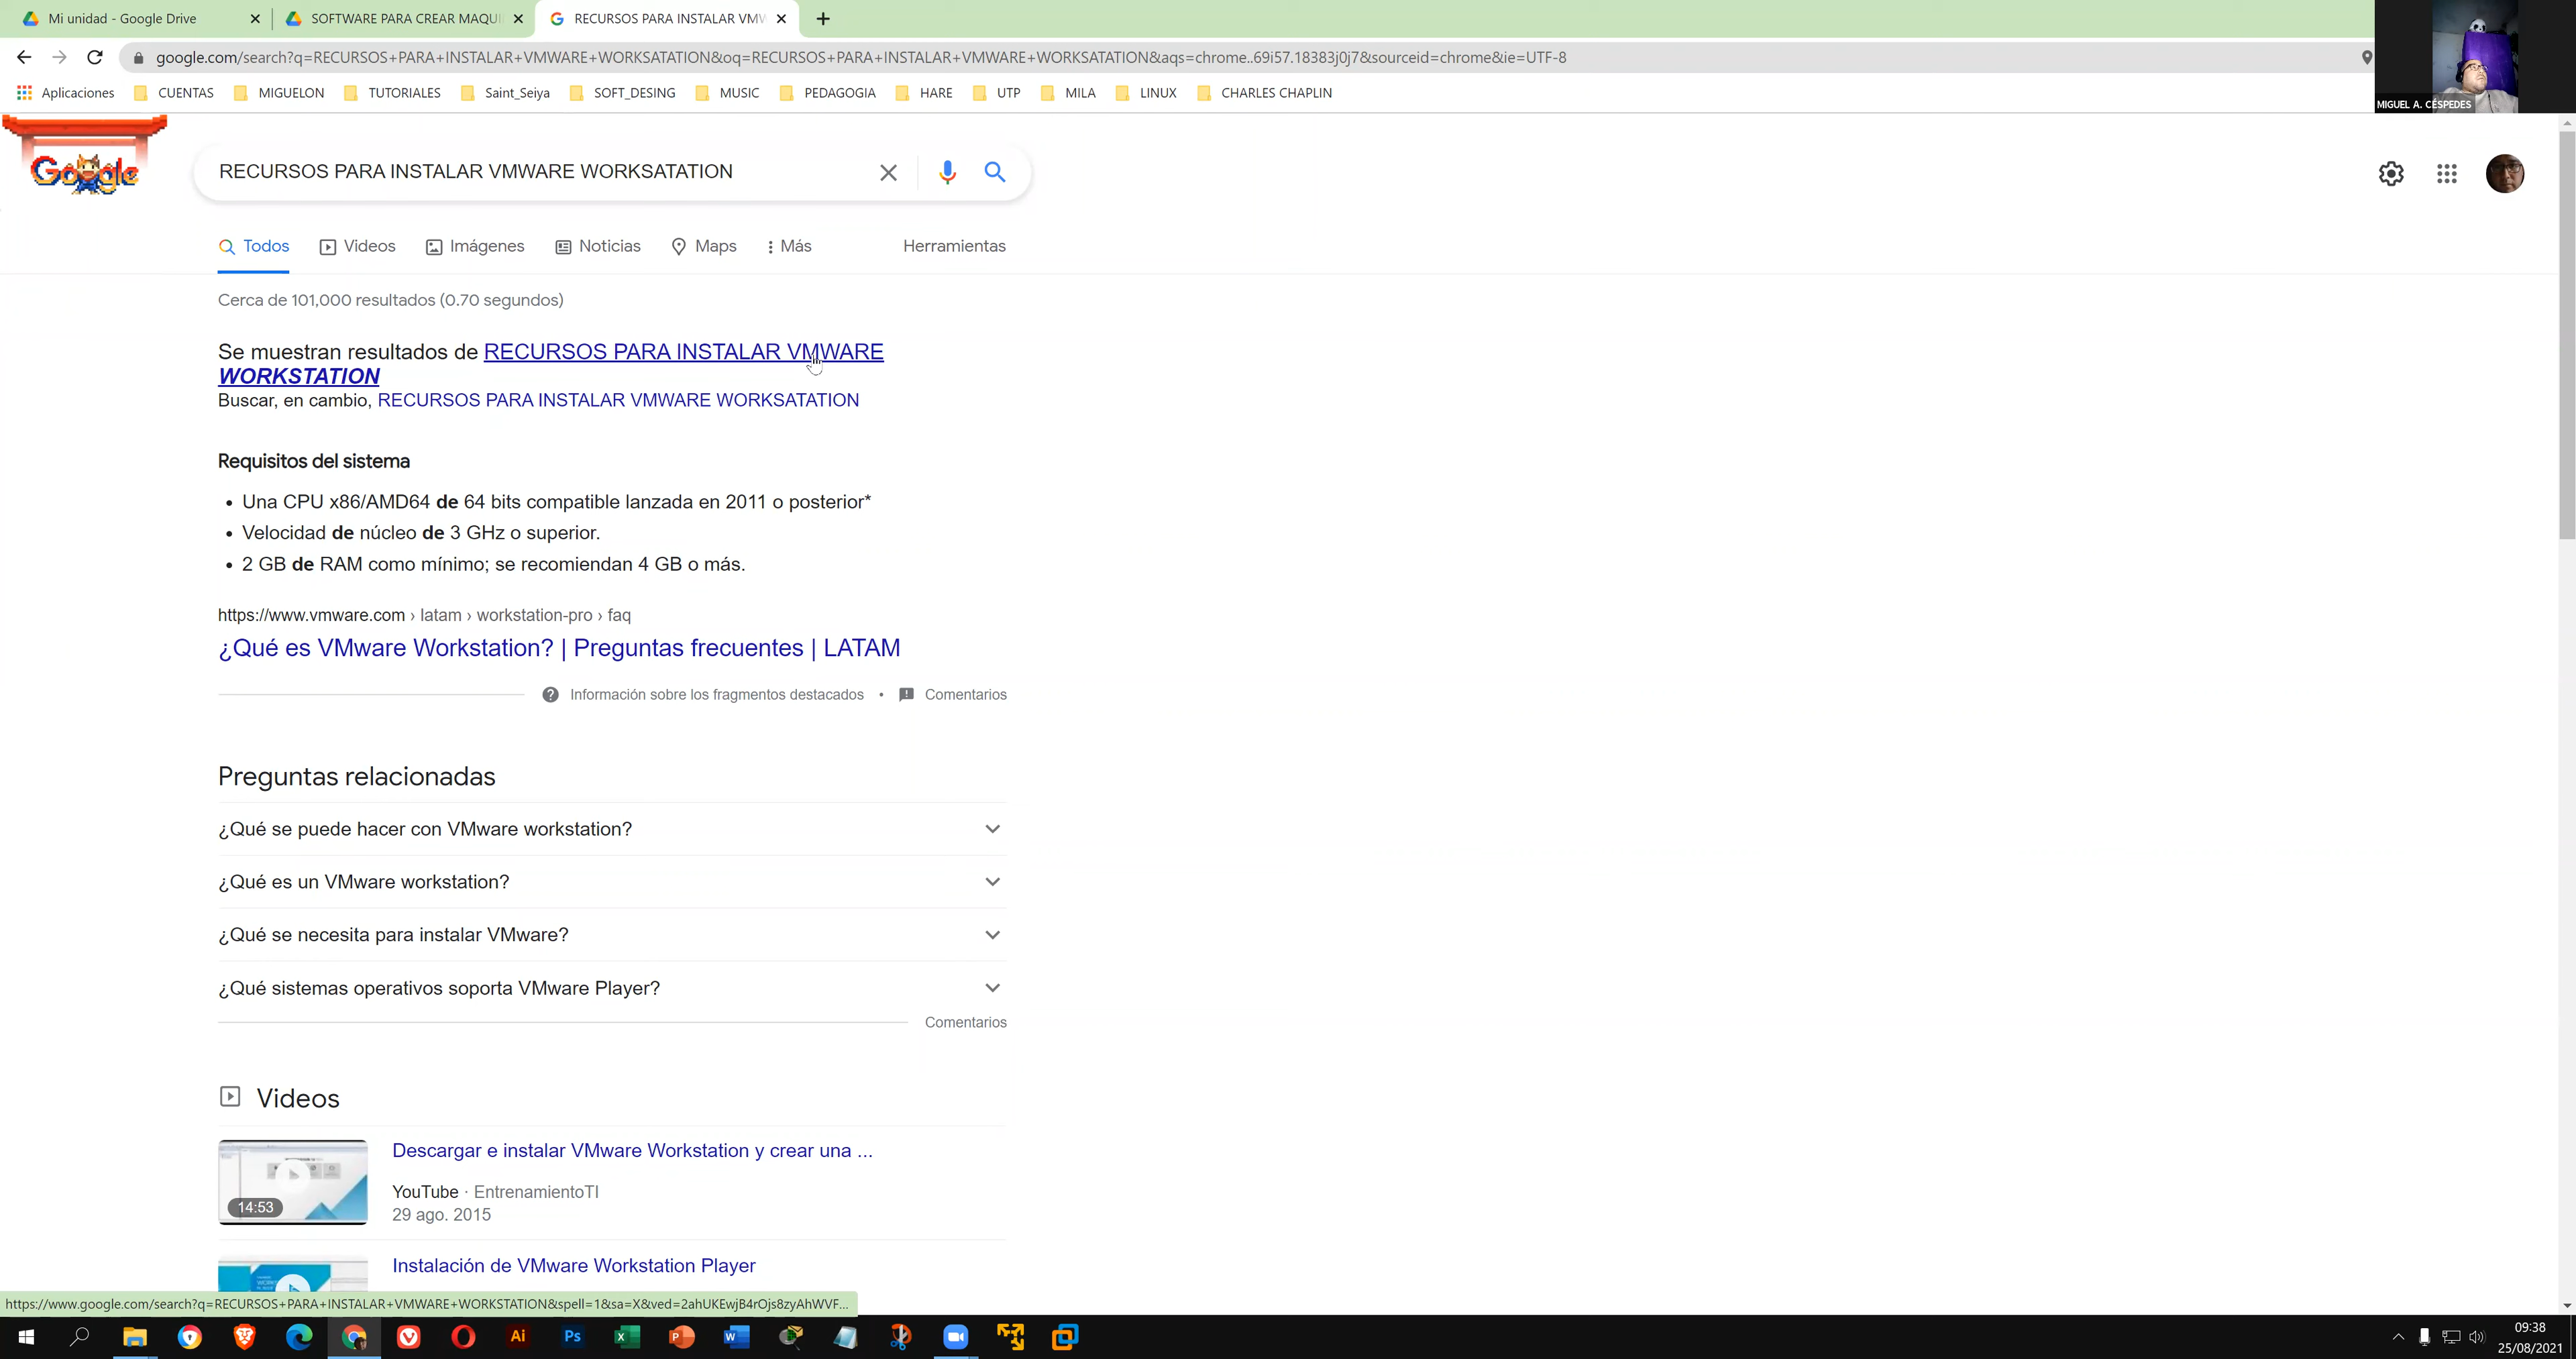 Mi unidad - Google Drive
SOFTWARE PARA CREAR MAQUI
RECURSOS PARA INSTALAR VMW
google.com/search?q=RECURSOS+PARA+INSTALAR+VMWARE+WORKSATATION&oq=RECURSOS+PARA+INSTALAR+VMWARE+WORKSATATION&aqs=chrome..69i57.18383j0j7&sourceid=chrome&ie=UTF-8
Aplicaciones CUENTAS MIGUELON TUTORIALES Saint_Seiya SOFT_DESING MUSIC PEDAGOGIA HARE UTP MILA LINUX CHARLES CHAPLIN
MIGUEL A. CÉSPEDES
Google
RECURSOS PARA INSTALAR VMWARE WORKSATATION
Todos Videos Imágenes Noticias Maps Más Herramientas
Cerca de 101,000 resultados (0.70 segundos)
Se muestran resultados de RECURSOS PARA INSTALAR VMWARE
WORKSTATION
Buscar, en cambio, RECURSOS PARA INSTALAR VMWARE WORKSATATION
Requisitos del sistema
• Una CPU x86/AMD64 de 64 bits compatible lanzada en 2011 o posterior*
• Velocidad de núcleo de 3 GHz o superior.
• 2 GB de RAM como mínimo; se recomiendan 4 GB o más.
https://www.vmware.com › latam › workstation-pro › faq
¿Qué es VMware Workstation? | Preguntas frecuentes | LATAM
Información sobre los fragmentos destacados • Comentarios
Preguntas relacionadas
¿Qué se puede hacer con VMware workstation?
¿Qué es un VMware workstation?
¿Qué se necesita para instalar VMware?
¿Qué sistemas operativos soporta VMware Player?
Comentarios
Videos
Descargar e instalar VMware Workstation y crear una ...
YouTube · EntrenamientoTI
29 ago. 2015
14:53
Instalación de VMware Workstation Player
https://www.google.com/search?q=RECURSOS+PARA+INSTALAR+VMWARE+WORKSTATION&spell=1&sa=X&ved=2ahUKEwjB4rOjs8zyAhWVF...
Ai Ps
09:38
25/08/2021